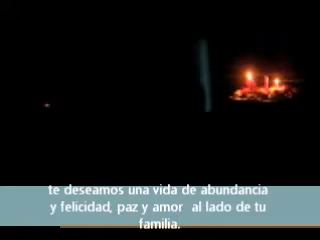 te deseamos una vida de abundancia
y felicidad, paz y amor al lado de tu
familia.